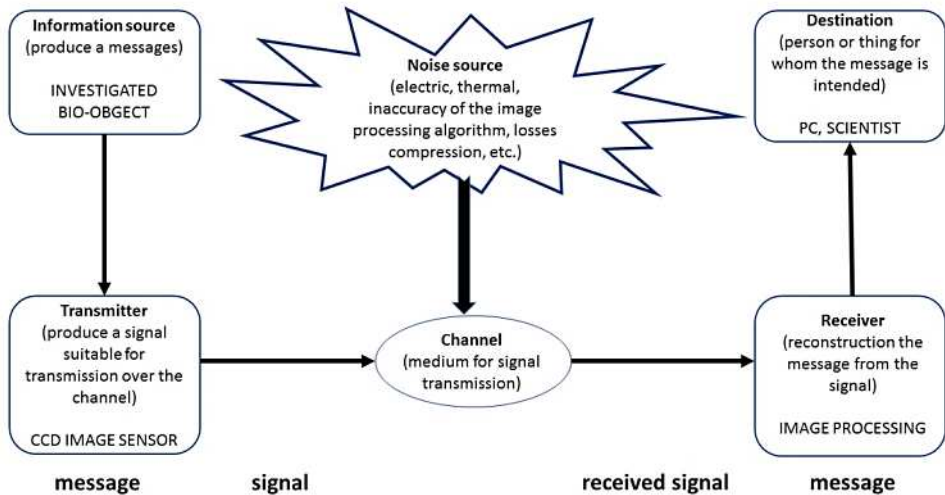 Information source
(produce a messages)
INVESTIGATED
BIO-OBGECT
Noise source
(electric, thermal,
inaccuracy of the image
processing algorithm, losses
compression, etc.)
Destination
(person or thing for
whom the message is
intended)
PC, SCIENTIST
Transmitter
(produce a signal
suitable for
transmission over the
channel)
CCD IMAGE SENSOR
Channel
(medium for signal
transmission)
Receiver
(reconstruction the
message from the
signal)
IMAGE PROCESSING
message
signal
received signal
message